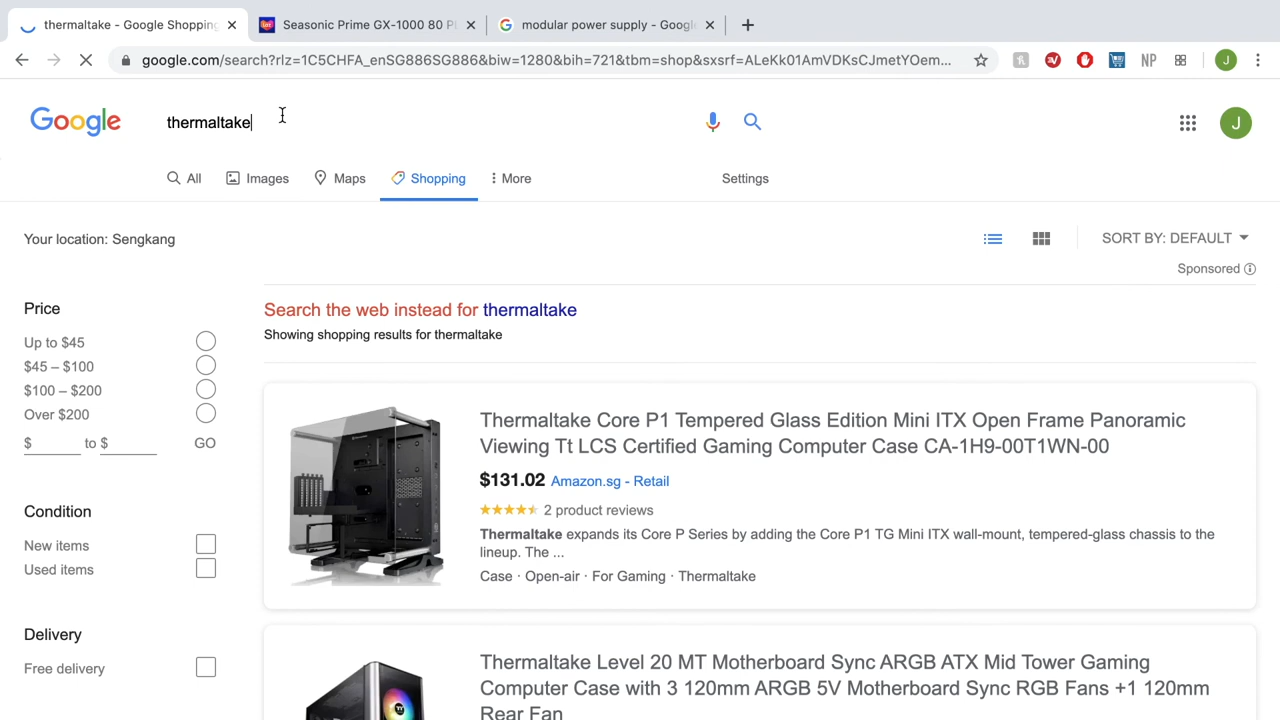 thermaltake - Google Shopping
Seasonic Prime GX-1000 80 Pl
modular power supply - Google
google.com/search?rlz=1C5CHFA_enSG886SG886&biw=1280&bih=721&tbm=shop&sxsrf=ALeKk01AmVDKsCJmetYOem...
NP
J
Google
thermaltake
J
All
Images
Maps
Shopping
More
Settings
Your location: Sengkang
SORT BY: DEFAULT
Sponsored
Price
Up to $45
$45 – $100
$100 – $200
Over $200
$ to $ GO
Condition
New items
Used items
Delivery
Free delivery
Search the web instead for thermaltake
Showing shopping results for thermaltake
Thermaltake Core P1 Tempered Glass Edition Mini ITX Open Frame Panoramic
Viewing Tt LCS Certified Gaming Computer Case CA-1H9-00T1WN-00
$131.02 Amazon.sg - Retail
2 product reviews
Thermaltake expands its Core P Series by adding the Core P1 TG Mini ITX wall-mount, tempered-glass chassis to the
lineup. The ...
Case · Open-air · For Gaming · Thermaltake
Thermaltake Level 20 MT Motherboard Sync ARGB ATX Mid Tower Gaming
Computer Case with 3 120mm ARGB 5V Motherboard Sync RGB Fans +1 120mm
Rear Fan